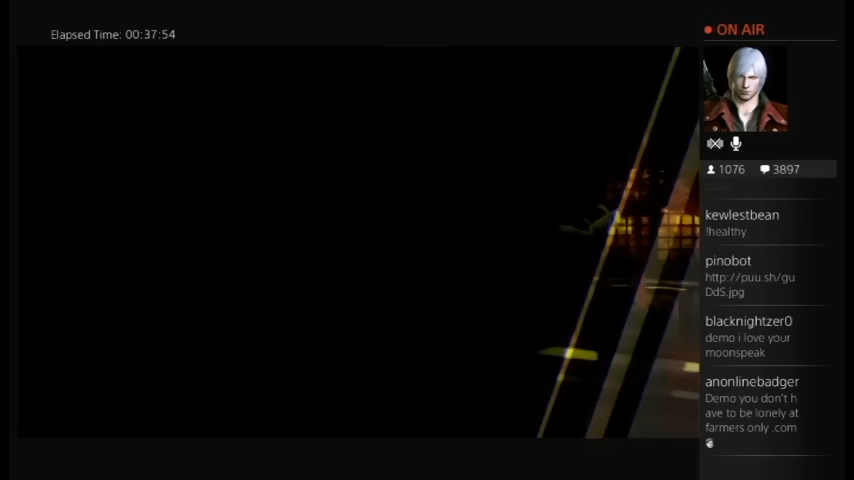 Elapsed Time: 00:37:54
ON AIR
1076 3897
kewlestbean
!healthy
pinobot
http://puu.sh/gu
DdS.jpg
blacknightzer0
demo i love your
moonspeak
anonlinebadger
Demo you don't h
ave to be lonely at
farmers only .com